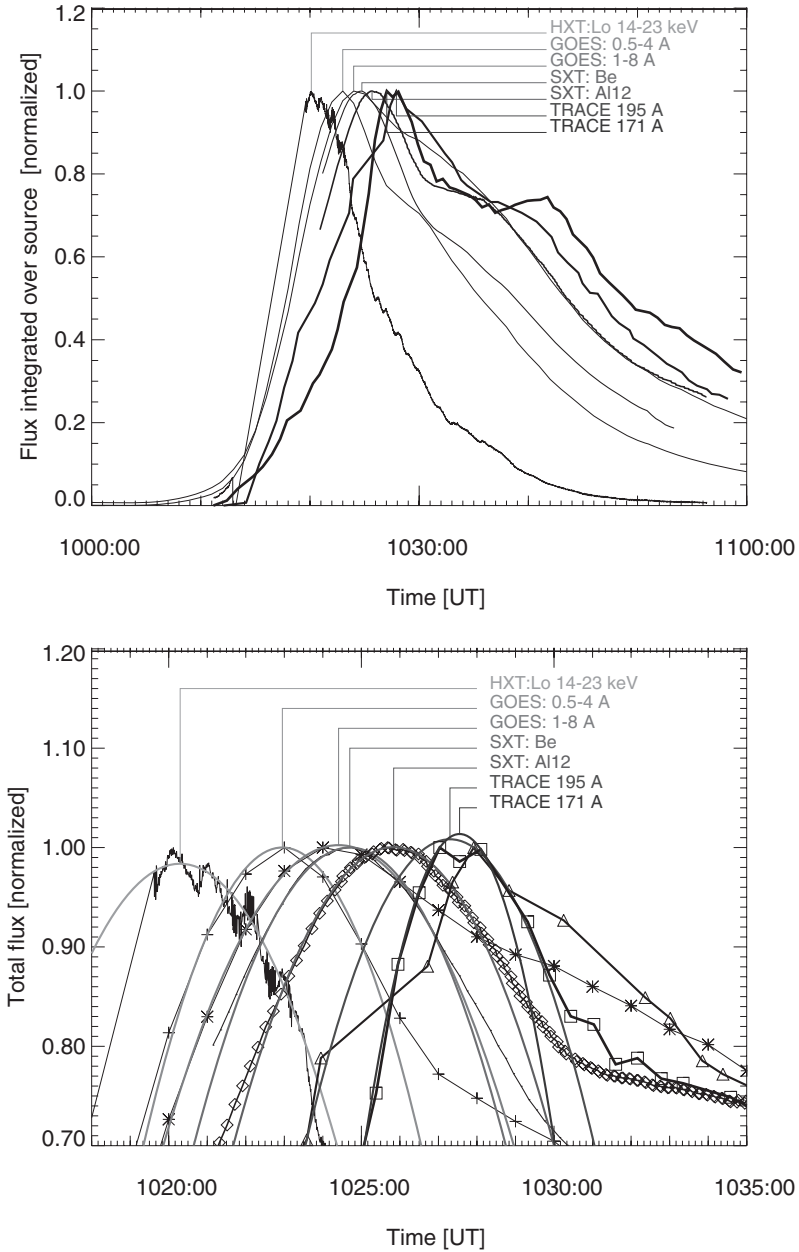 HXT:Lo 14-23 keV
GOES: 0.5-4 A
GOES: 1-8 A
SXT: Be
SXT: Al12
TRACE 195 A
TRACE 171 A
1.2
1.0
0.8
0.6
0.4
0.2
0.0
Flux integrated over source [normalized]
1000:00
1030:00
1100:00
Time [UT]
HXT:Lo 14-23 keV
GOES: 0.5-4 A
GOES: 1-8 A
SXT: Be
SXT: Al12
TRACE 195 A
TRACE 171 A
1.20
1.10
1.00
0.90
0.80
0.70
Total flux [normalized]
1020:00
1025:00
1030:00
1035:00
Time [UT]